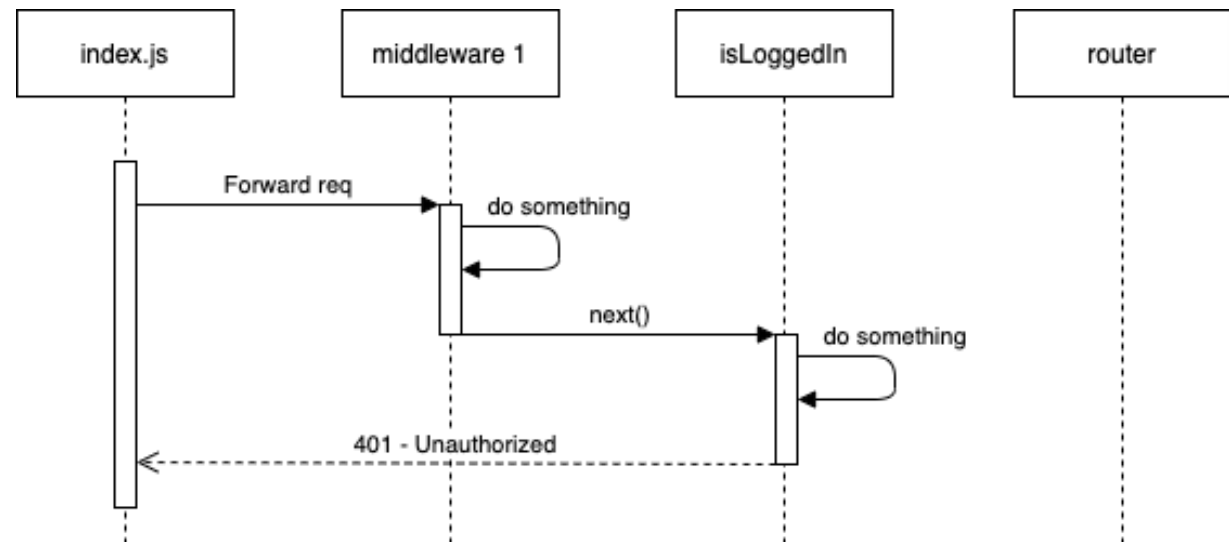 index.js
middleware 1
isLoggedIn
router
Forward req
do something
next()
do something
401 - Unauthorized